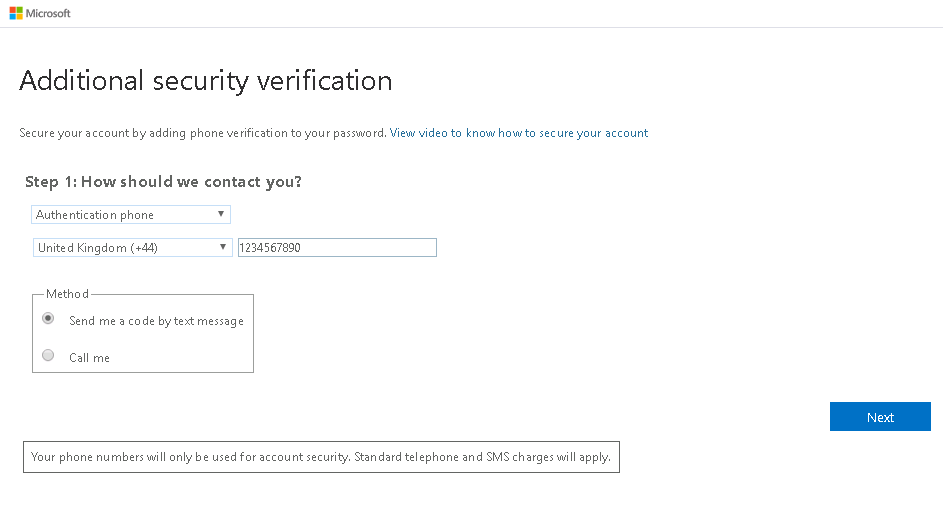 Microsoft
Additional security verification
Secure your account by adding phone verification to your password. View video to know how to secure your account
Step 1: How should we contact you?
Authentication phone
United Kingdom (+44)
1234567890
Method
Send me a code by text message
Call me
Next
Your phone numbers will only be used for account security. Standard telephone and SMS charges will apply.